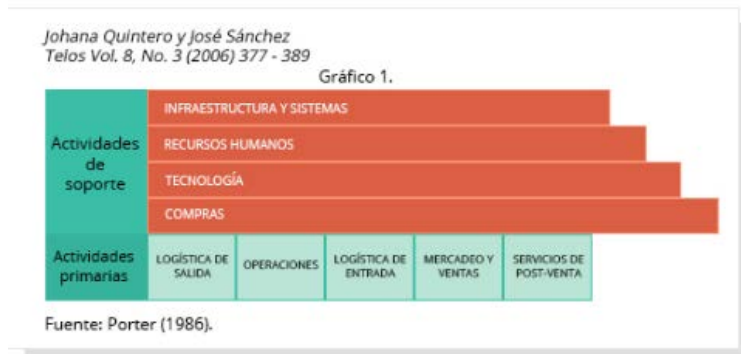 Johana Quintero y José Sánchez
Telos Vol. 8, No. 3 (2006) 377 - 389
Gráfico 1.
Actividades
de
soporte
INFRAESTRUCTURA Y SISTEMAS
RECURSOS HUMANOS
TECNOLOGÍA
COMPRAS
Actividades
primarias
LOGÍSTICA DE
SALIDA
OPERACIONES
LOGÍSTICA DE
ENTRADA
MERCADEO Y
VENTAS
SERVICIOS DE
POST-VENTA
Fuente: Porter (1986).